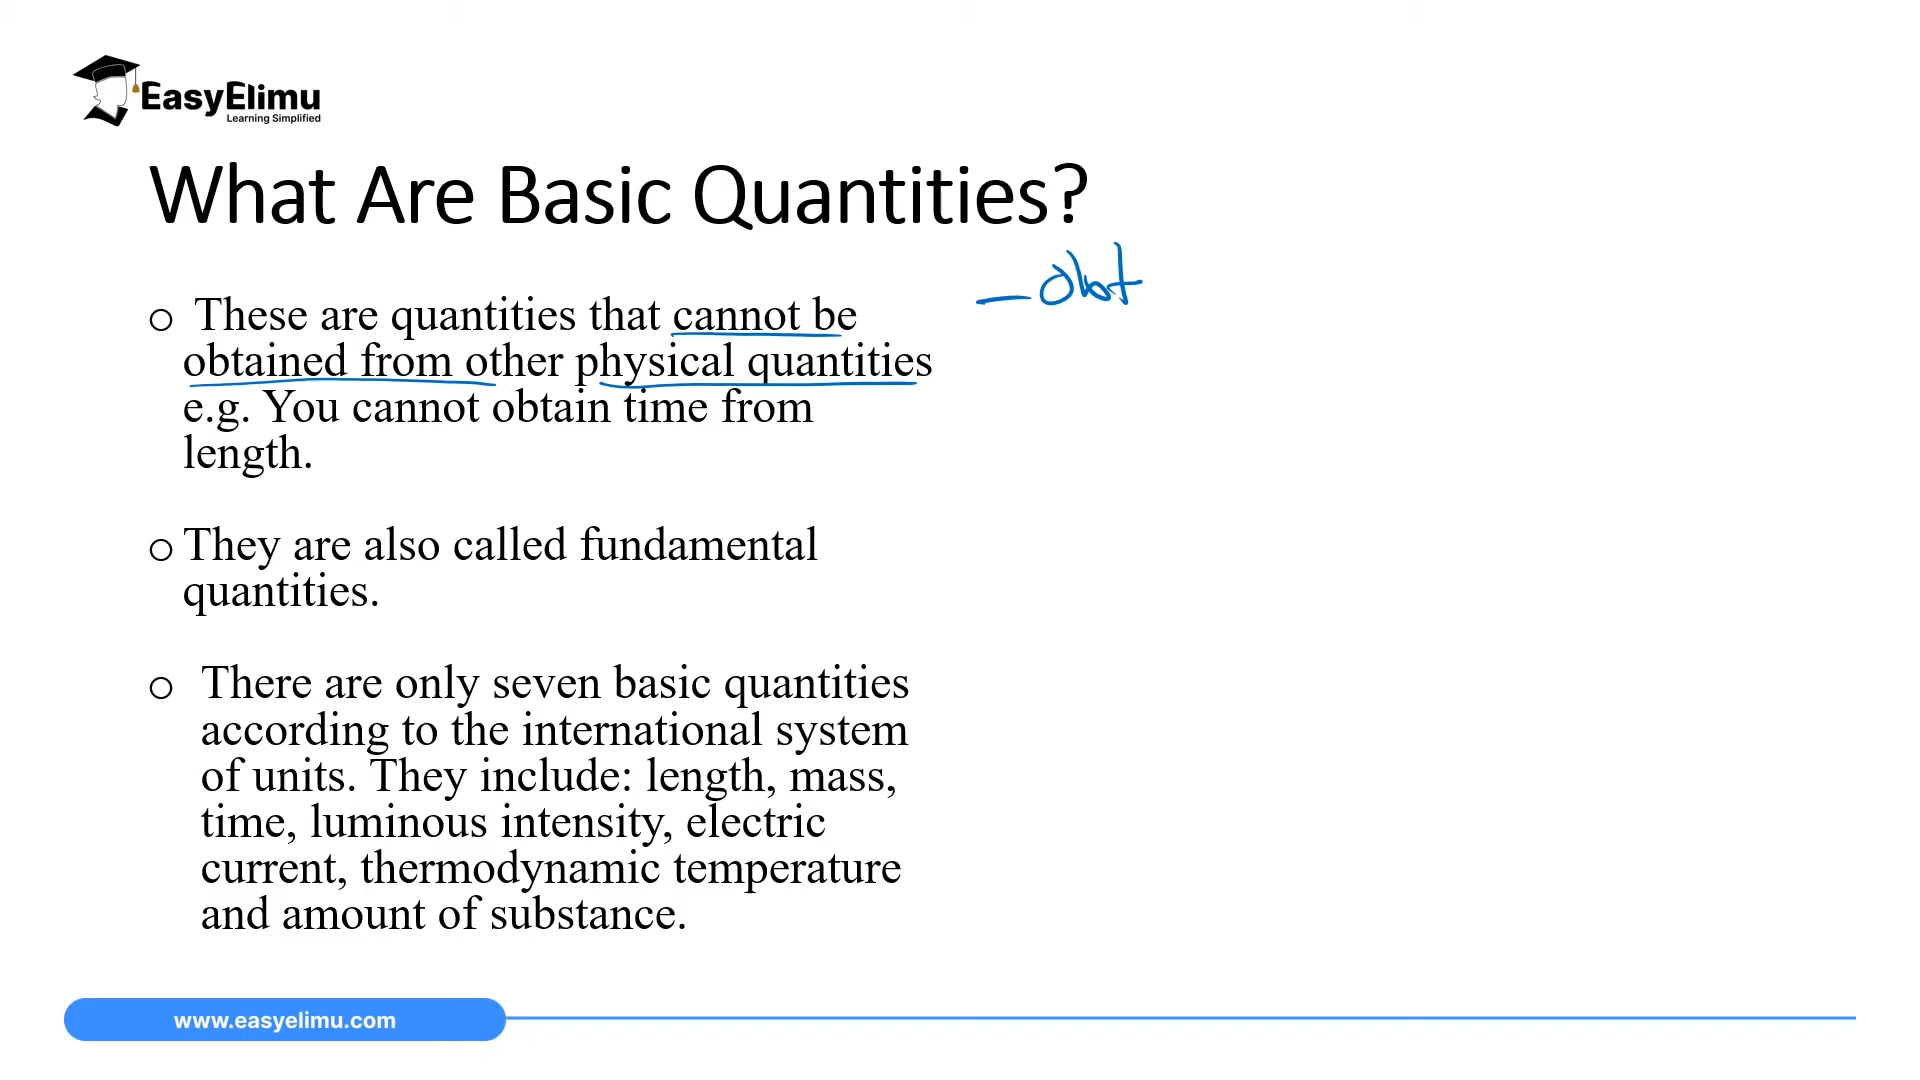 EasyElimu
Learning Simplified
What Are Basic Quantities?
These are quantities that cannot be
obtained from other physical quantities
e.g. You cannot obtain time from
length.
They are also called fundamental
quantities.
There are only seven basic quantities
according to the international system
of units. They include: length, mass,
time, luminous intensity, electric
current, thermodynamic temperature
and amount of substance.
www.easyelimu.com